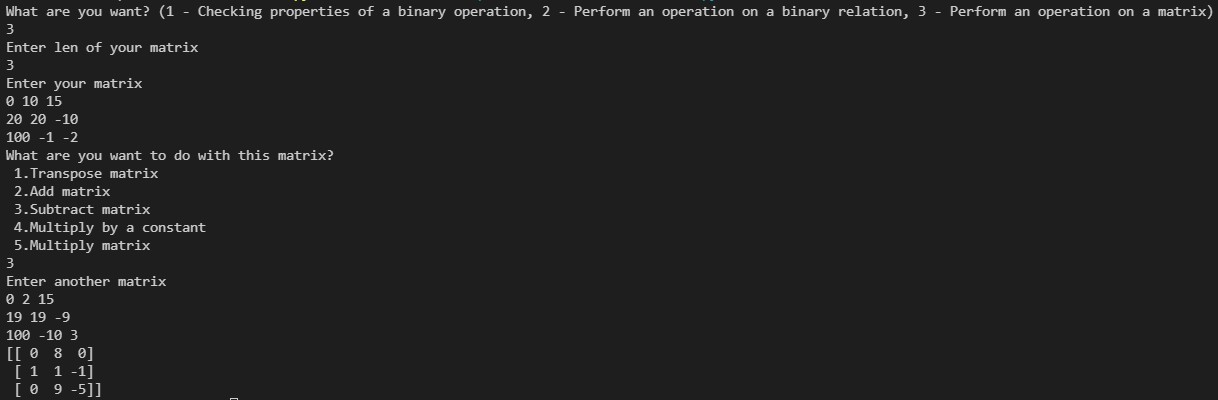 What are you want? (1 - Checking properties of a binary operation, 2 - Perform an operation on a binary relation, 3 - Perform an operation on a matrix)
3
Enter len of your matrix
3
Enter your matrix
0 10 15
20 20 -10
100 -1 -2
What are you want to do with this matrix?
 1.Transpose matrix
 2.Add matrix
 3.Subtract matrix
 4.Multiply by a constant
 5.Multiply matrix
3
Enter another matrix
0 2 15
19 19 -9
100 -10 3
[[ 0  8  0]
 [ 1  1 -1]
 [ 0  9 -5]]